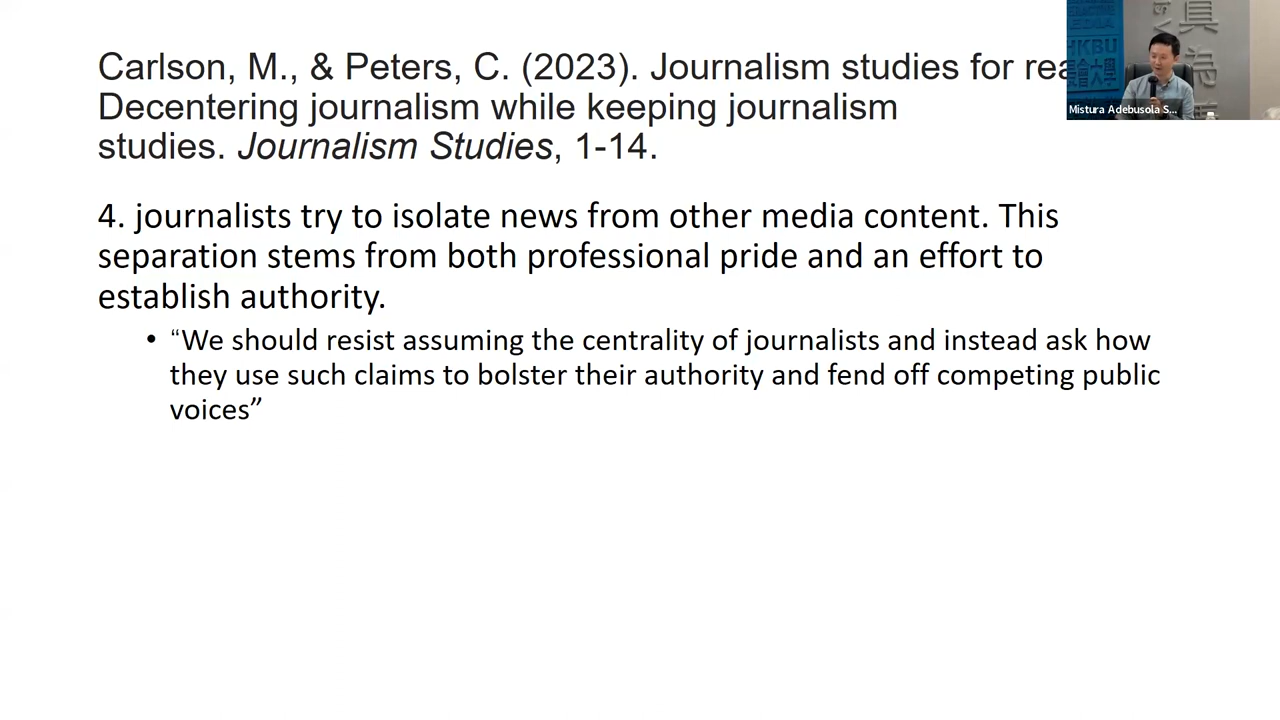 Carlson, M., & Peters, C. (2023). Journalism studies for
Decentering journalism while keeping journalism
studies. Journalism Studies, 1-14.
4. journalists try to isolate news from other media content. This
separation stems from both professional pride and an effort to
establish authority.
• “We should resist assuming the centrality of journalists and instead ask how
they use such claims to bolster their authority and fend off competing public
voices”
HKBU
Mistura Adebusola S...